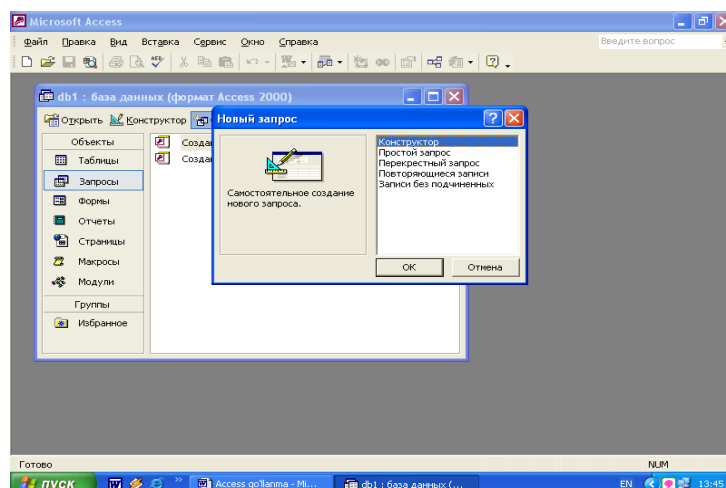 Microsoft Access
Файл Правка Вид Вставка Сервис Окно Справка Введите вопрос
db1 : база данных (формат Access 2000)
Открыть Конструктор
Новый запрос
Объекты
Таблицы
Запросы
Формы
Отчеты
Страницы
Макросы
Модули
Группы
Избранное
Самостоятельное создание
нового запроса.
Конструктор
Простой запрос
Перекрестный запрос
Повторяющиеся записи
Записи без подчиненных
ОК Отмена
Готово NUM
пуск Access qo'llanma - Mi... db1 : база данных (... EN 13:45